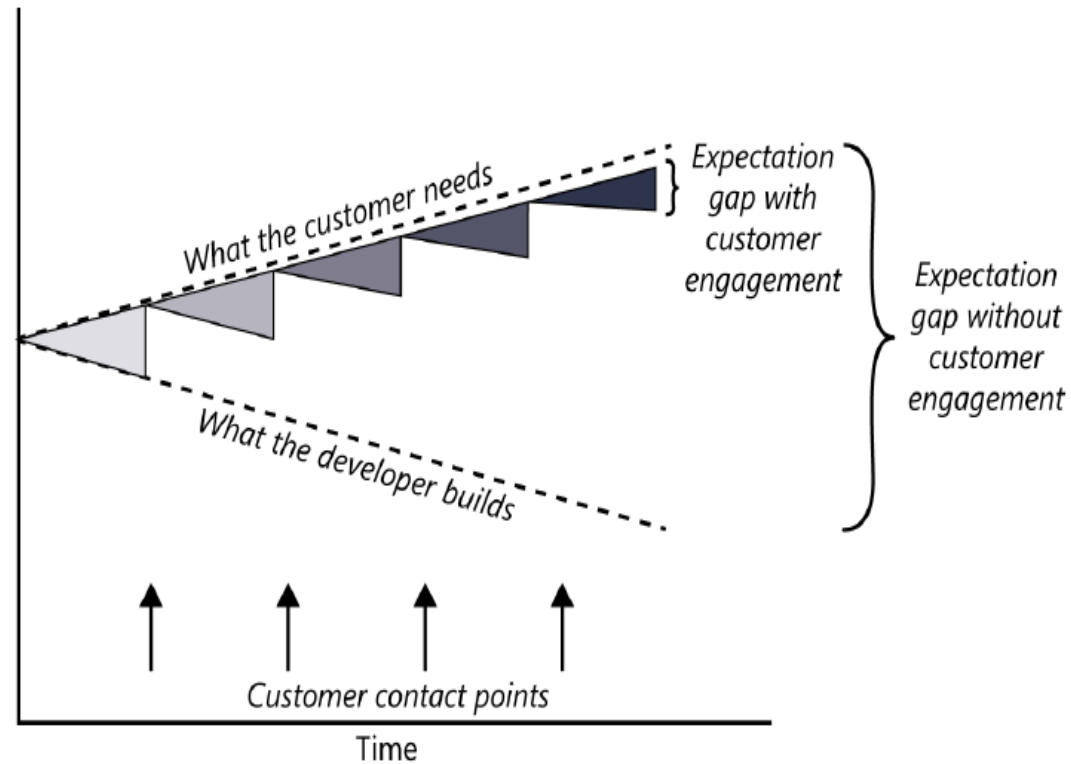 What the customer needs
Expectation
gap with
customer
engagement
Expectation
gap without
customer
engagement
What the developer builds
Customer contact points
Time